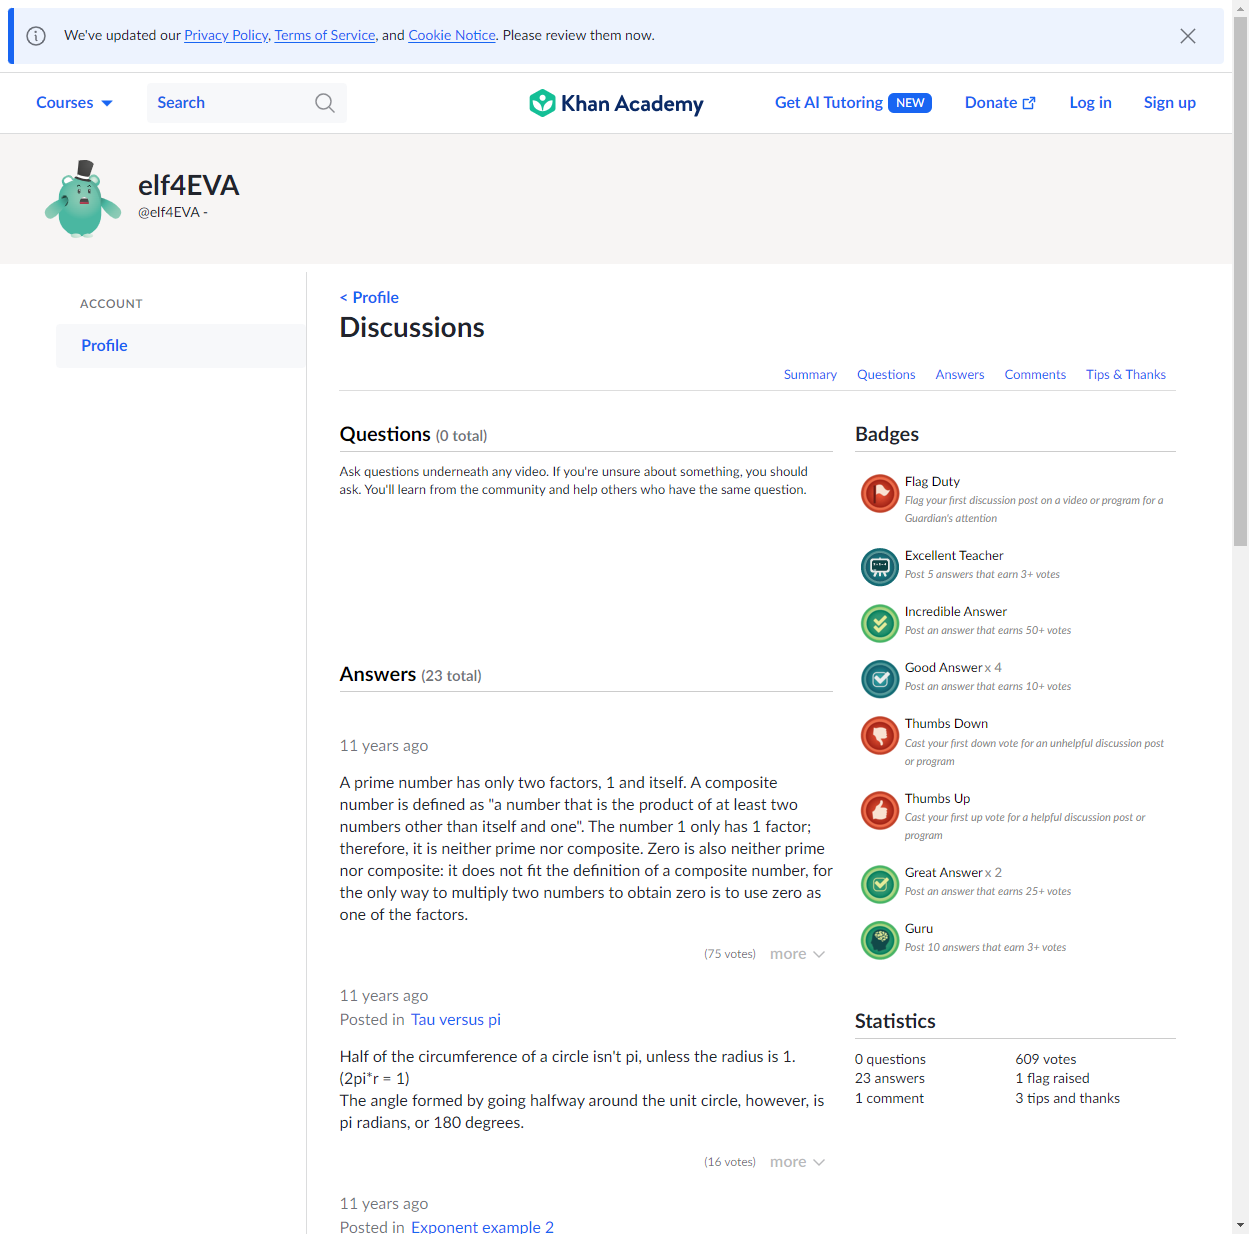 We've updated our Privacy Policy, Terms of Service, and Cookie Notice. Please review them now.
Courses
Search
Khan Academy
Get AI Tutoring NEW
Donate
Log in
Sign up
elf4EVA
@elf4EVA -
ACCOUNT
Profile
< Profile
Discussions
Summary
Questions
Answers
Comments
Tips & Thanks
Questions (0 total)
Ask questions underneath any video. If you're unsure about something, you should
ask. You'll learn from the community and help others who have the same question.
Answers (23 total)
11 years ago
A prime number has only two factors, 1 and itself. A composite
number is defined as "a number that is the product of at least two
numbers other than itself and one". The number 1 only has 1 factor;
therefore, it is neither prime nor composite. Zero is also neither prime
nor composite: it does not fit the definition of a composite number, for
the only way to multiply two numbers to obtain zero is to use zero as
one of the factors.
(75 votes) more
11 years ago
Posted in Tau versus pi
Half of the circumference of a circle isn't pi, unless the radius is 1.
(2pi*r = 1)
The angle formed by going halfway around the unit circle, however, is
pi radians, or 180 degrees.
(16 votes) more
11 years ago
Posted in Exponent example 2
Badges
Flag Duty
Flag your first discussion post on a video or program for a
Guardian's attention
Excellent Teacher
Post 5 answers that earn 3+ votes
Incredible Answer
Post an answer that earns 50+ votes
Good Answer x 4
Post an answer that earns 10+ votes
Thumbs Down
Cast your first down vote for an unhelpful discussion post
or program
Thumbs Up
Cast your first up vote for a helpful discussion post or
program
Great Answer x 2
Post an answer that earns 25+ votes
Guru
Post 10 answers that earn 3+ votes
Statistics
0 questions
23 answers
1 comment
609 votes
1 flag raised
3 tips and thanks